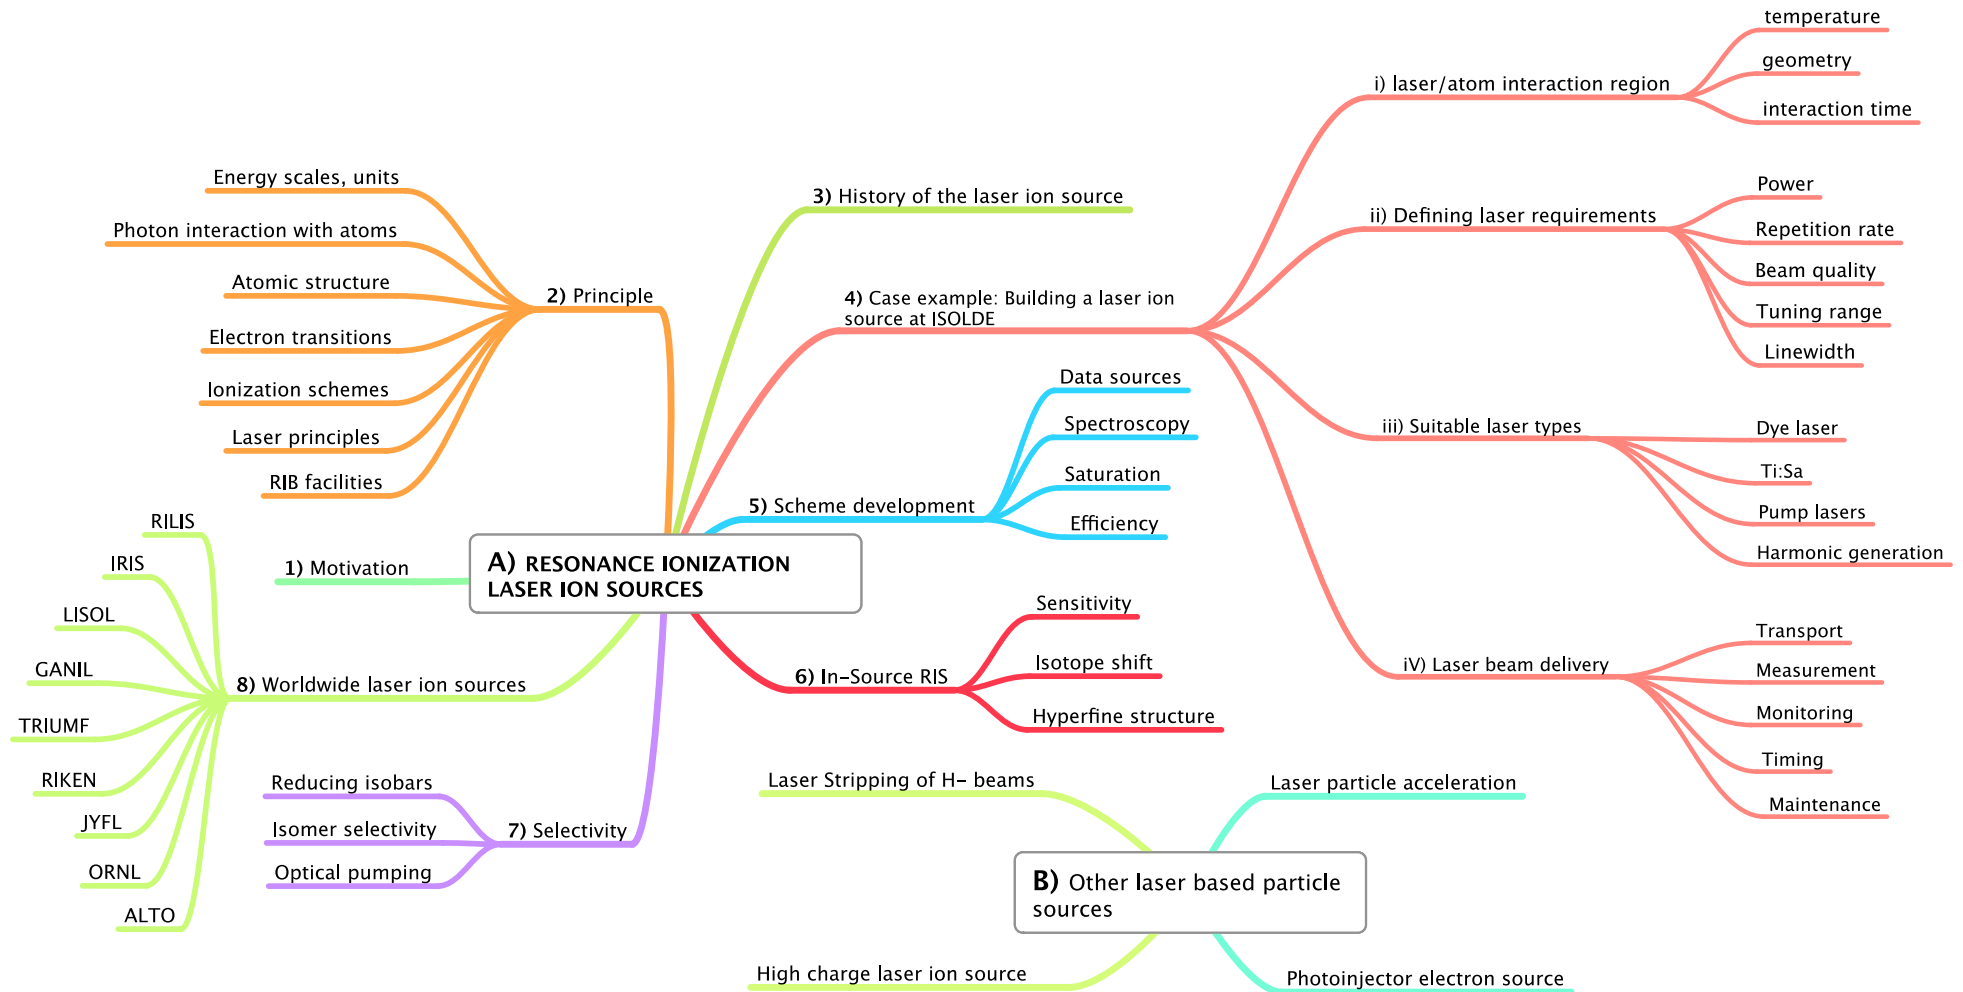 A) RESONANCE IONIZATION
LASER ION SOURCES
1) Motivation
2) Principle
Energy scales, units
Photon interaction with atoms
Atomic structure
Electron transitions
Ionization schemes
Laser principles
RIB facilities
3) History of the laser ion source
4) Case example: Building a laser ion
source at ISOLDE
i) laser/atom interaction region
temperature
geometry
interaction time
ii) Defining laser requirements
Power
Repetition rate
Beam quality
Tuning range
Linewidth
iii) Suitable laser types
Dye laser
Ti:Sa
Pump lasers
Harmonic generation
iV) Laser beam delivery
Transport
Measurement
Monitoring
Timing
Maintenance
5) Scheme development
Data sources
Spectroscopy
Saturation
Efficiency
6) In-Source RIS
Sensitivity
Isotope shift
Hyperfine structure
7) Selectivity
Reducing isobars
Isomer selectivity
Optical pumping
8) Worldwide laser ion sources
RILIS
IRIS
LISOL
GANIL
TRIUMF
RIKEN
JYFL
ORNL
ALTO
B) Other laser based particle
sources
Laser Stripping of H- beams
Laser particle acceleration
High charge laser ion source
Photoinjector electron source